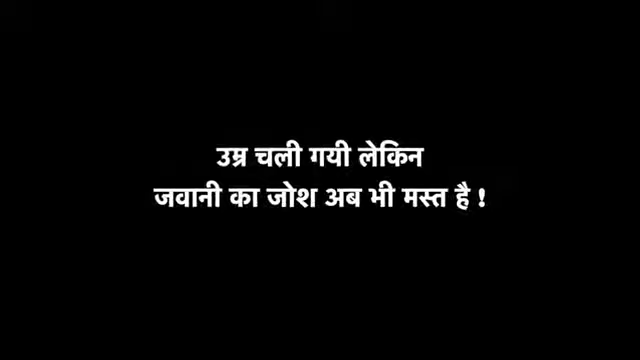 उम्र चली गयी लेकिन
जवानी का जोश अब भी मस्त है !